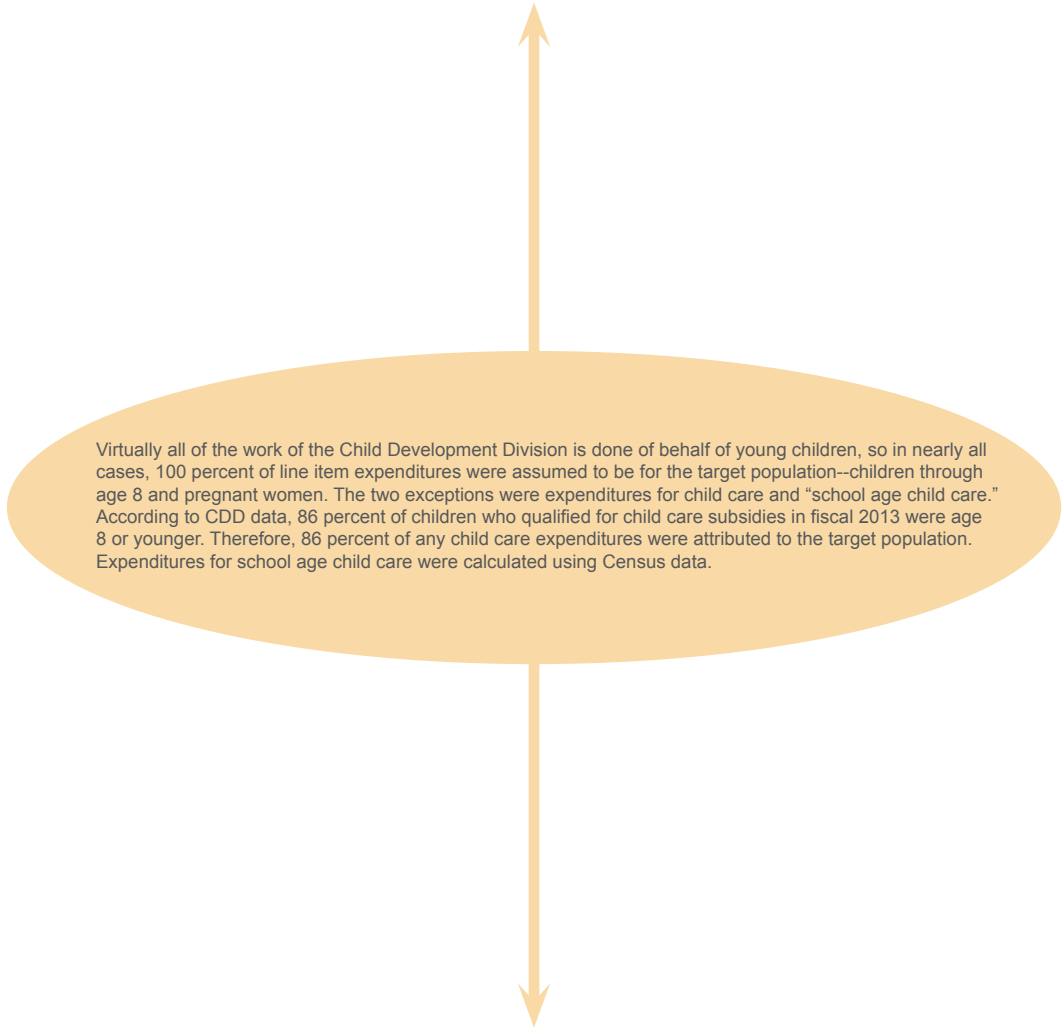 Virtually all of the work of the Child Development Division is done of behalf of young children, so in nearly all
cases, 100 percent of line item expenditures were assumed to be for the target population--children through
age 8 and pregnant women. The two exceptions were expenditures for child care and “school age child care.”
According to CDD data, 86 percent of children who qualified for child care subsidies in fiscal 2013 were age
8 or younger. Therefore, 86 percent of any child care expenditures were attributed to the target population.
Expenditures for school age child care were calculated using Census data.